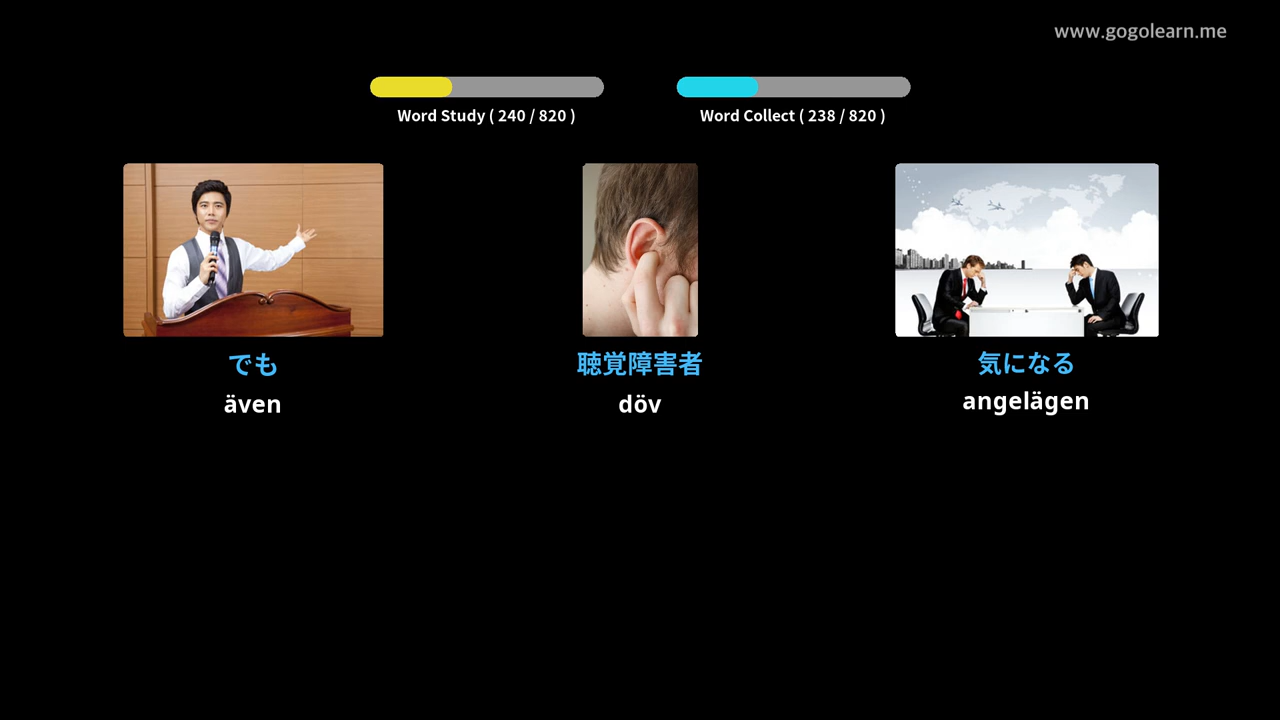 www.gogolearn.me
Word Study ( 240 / 820 )
Word Collect ( 238 / 820 )
でも
聴覚障害者
気になる
även
döv
angelägen